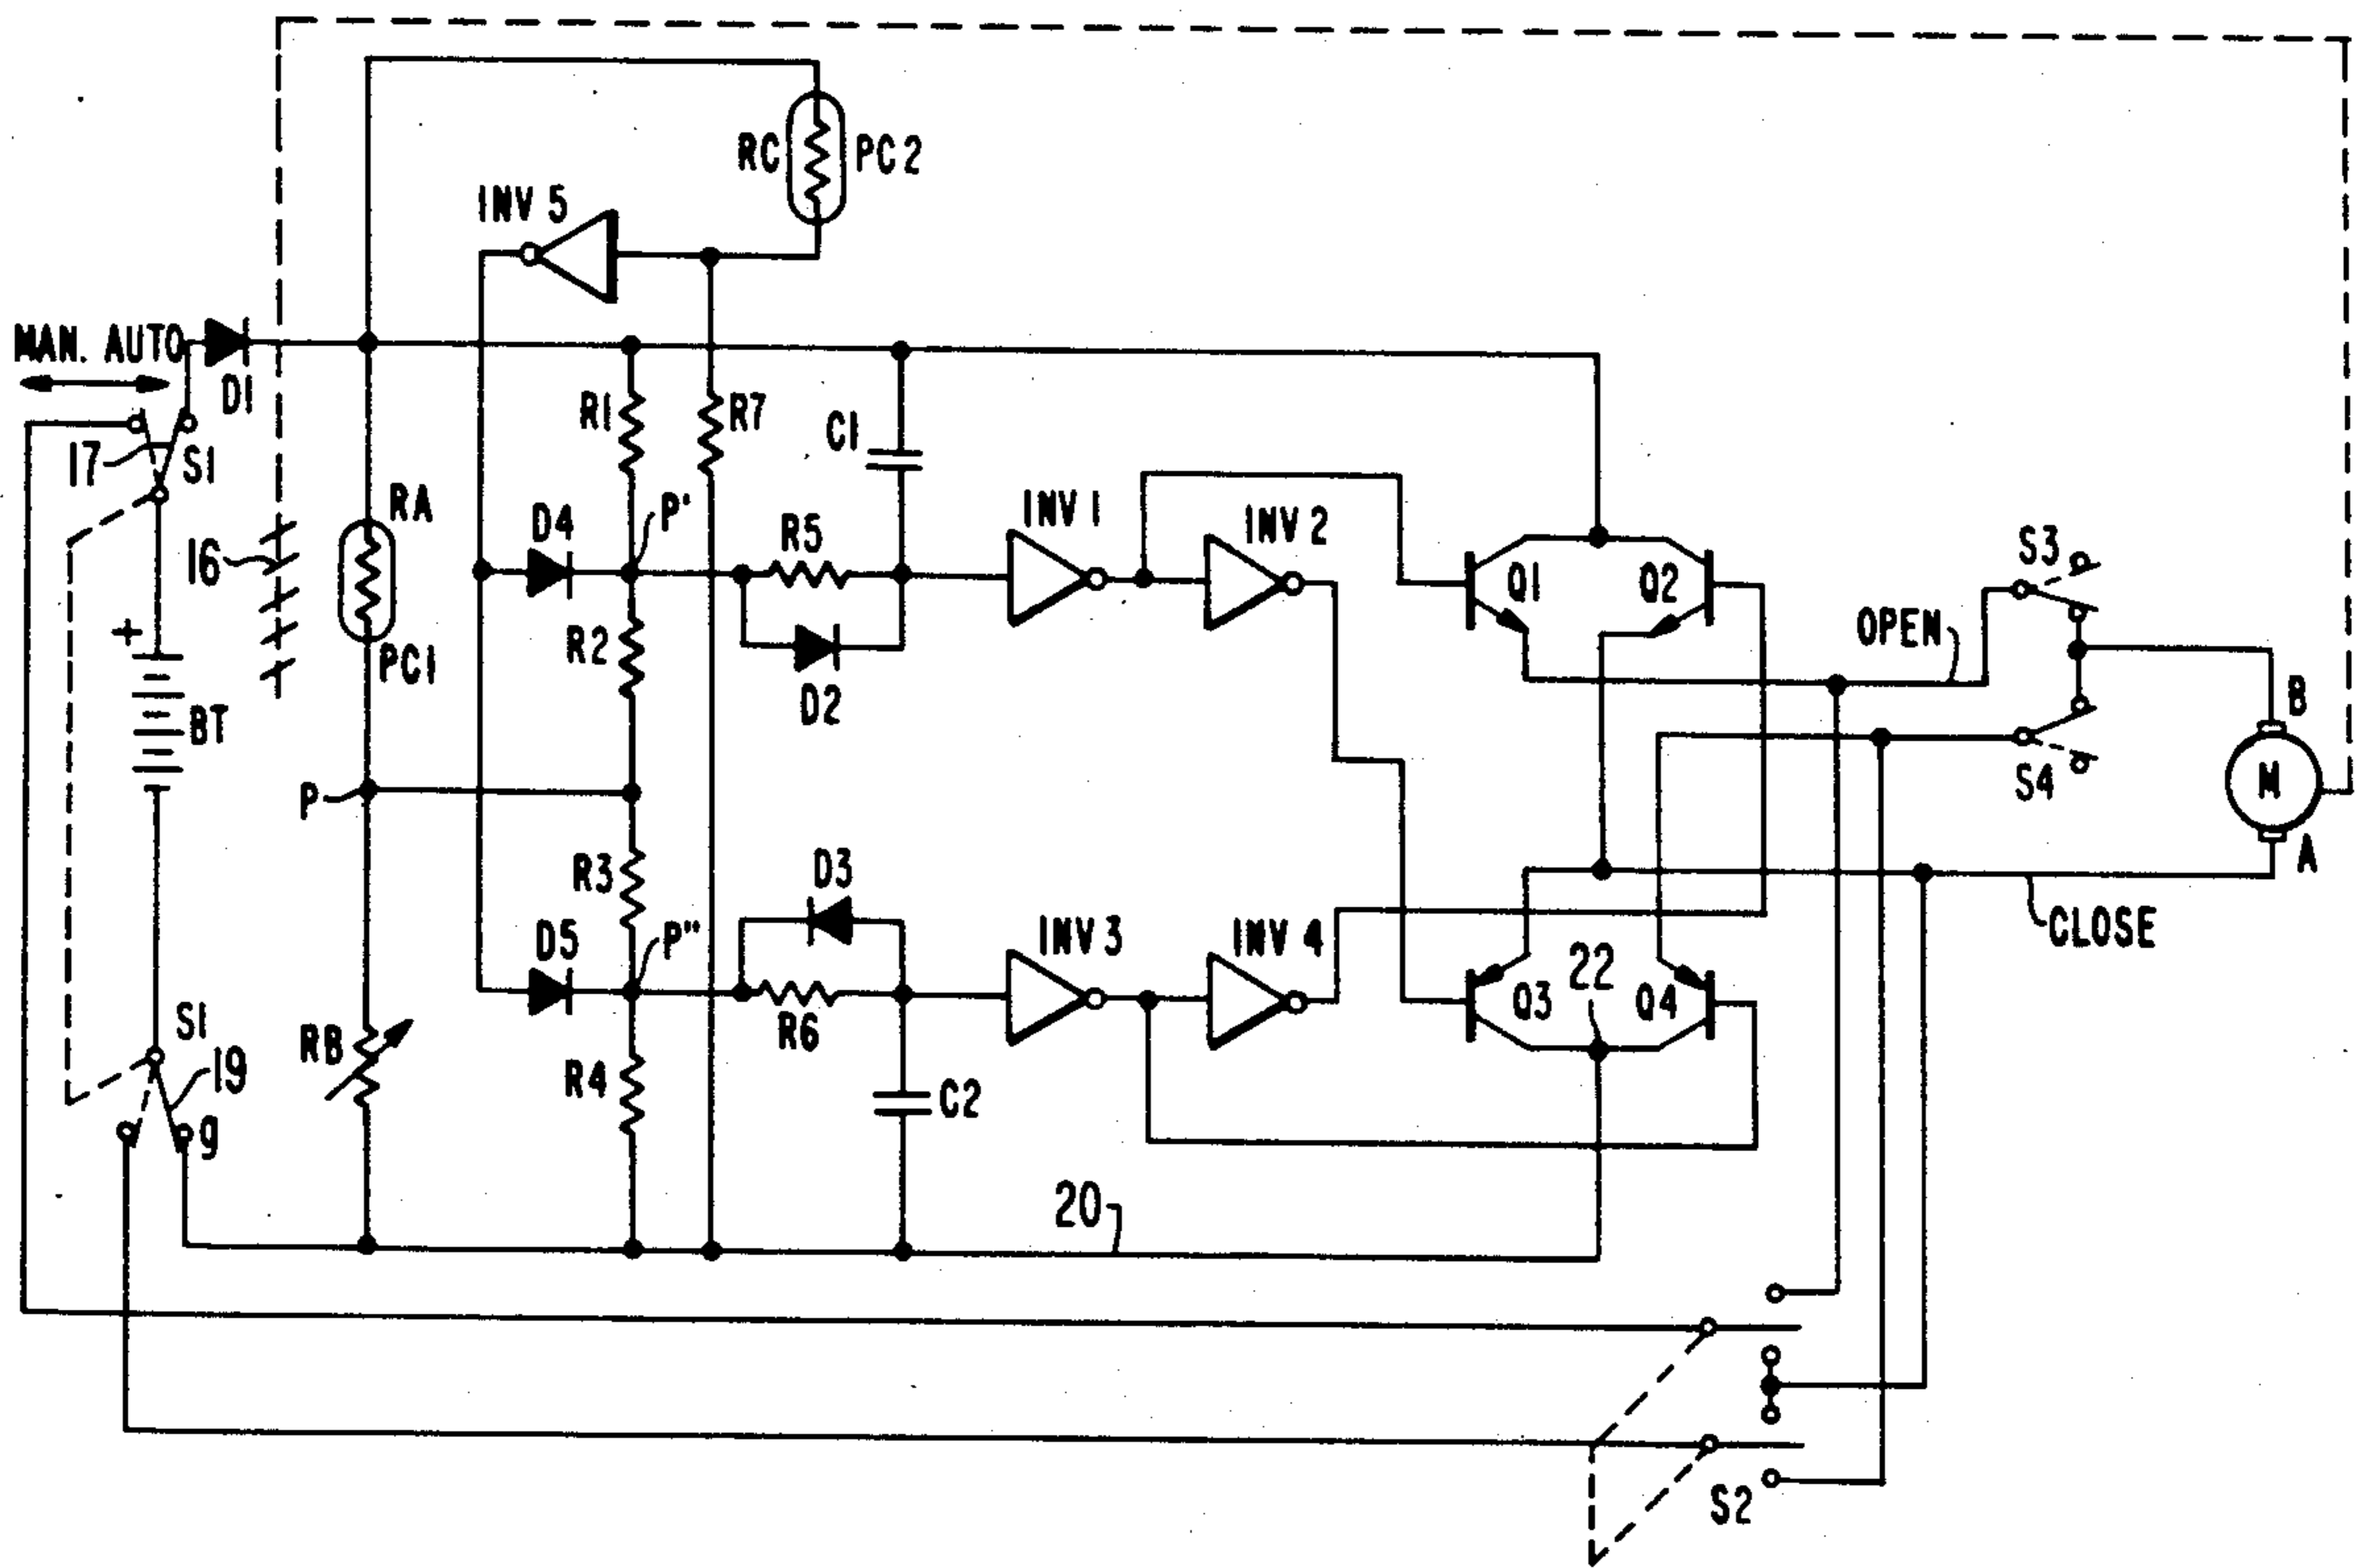 RC PC2
INV 5
MAN. AUTO
D1
R1 R7 C1
17 S1
RA
P' INV 1
D4 R5 INV 2
S3
16
Q1 Q2
OPEN
R2
PC1
D2
+
BT
B
P
M
S4
A
R3 D3
D5 P" INV 3 INV 4 22 CLOSE
S1
RB 19 R6 Q3 Q4
R4 C2
9
20
S2